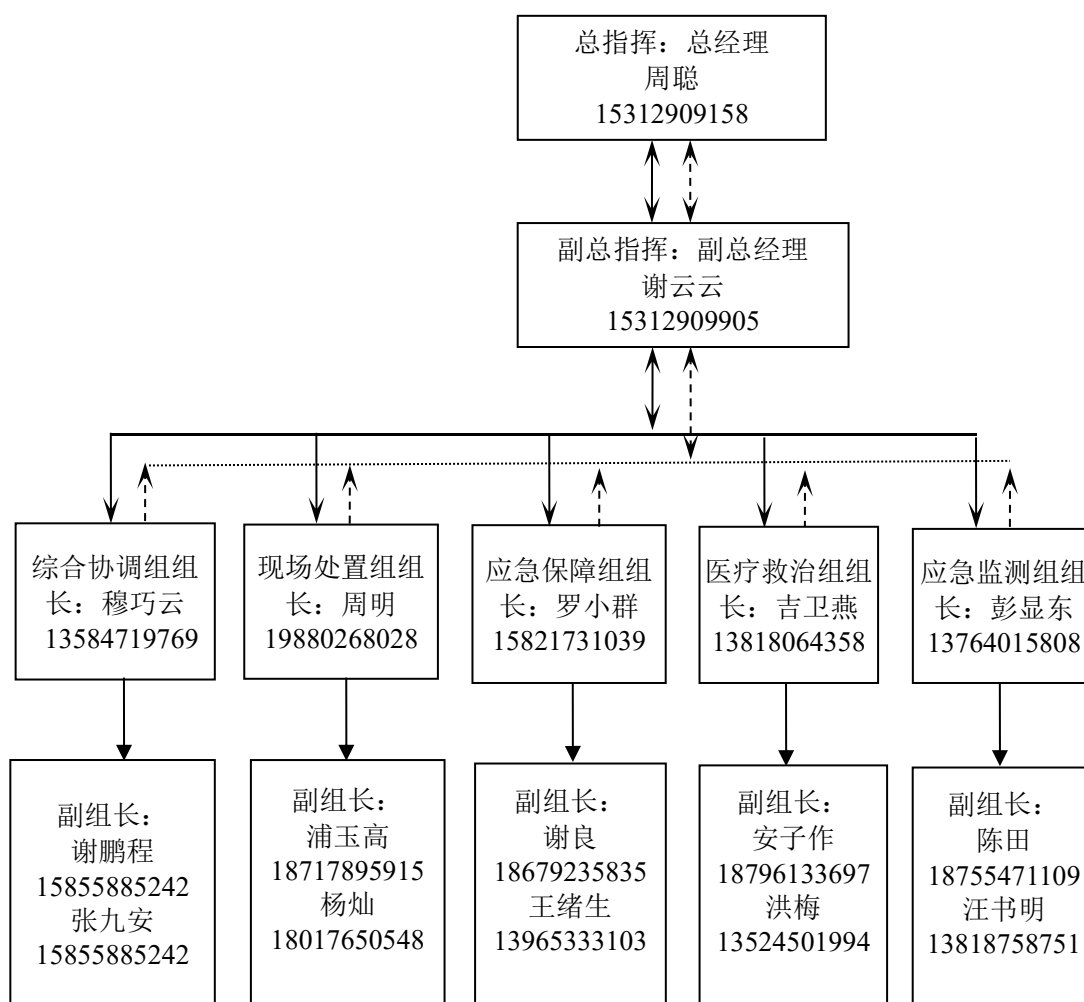 总指挥：总经理
周聪
15312909158
副总指挥：副总经理
谢云云
15312909905
综合协调组组
长：穆巧云
13584719769
现场处置组组
长：周明
19880268028
应急保障组组
长：罗小群
15821731039
医疗救治组组
长：吉卫燕
13818064358
应急监测组组
长：彭显东
13764015808
副组长：
谢鹏程
15855885242
张九安
15855885242
副组长：
浦玉高
18717895915
杨灿
18017650548
副组长：
谢良
18679235835
王绪生
13965333103
副组长：
安子作
18796133697
洪梅
13524501994
副组长：
陈田
18755471109
汪书明
13818758751